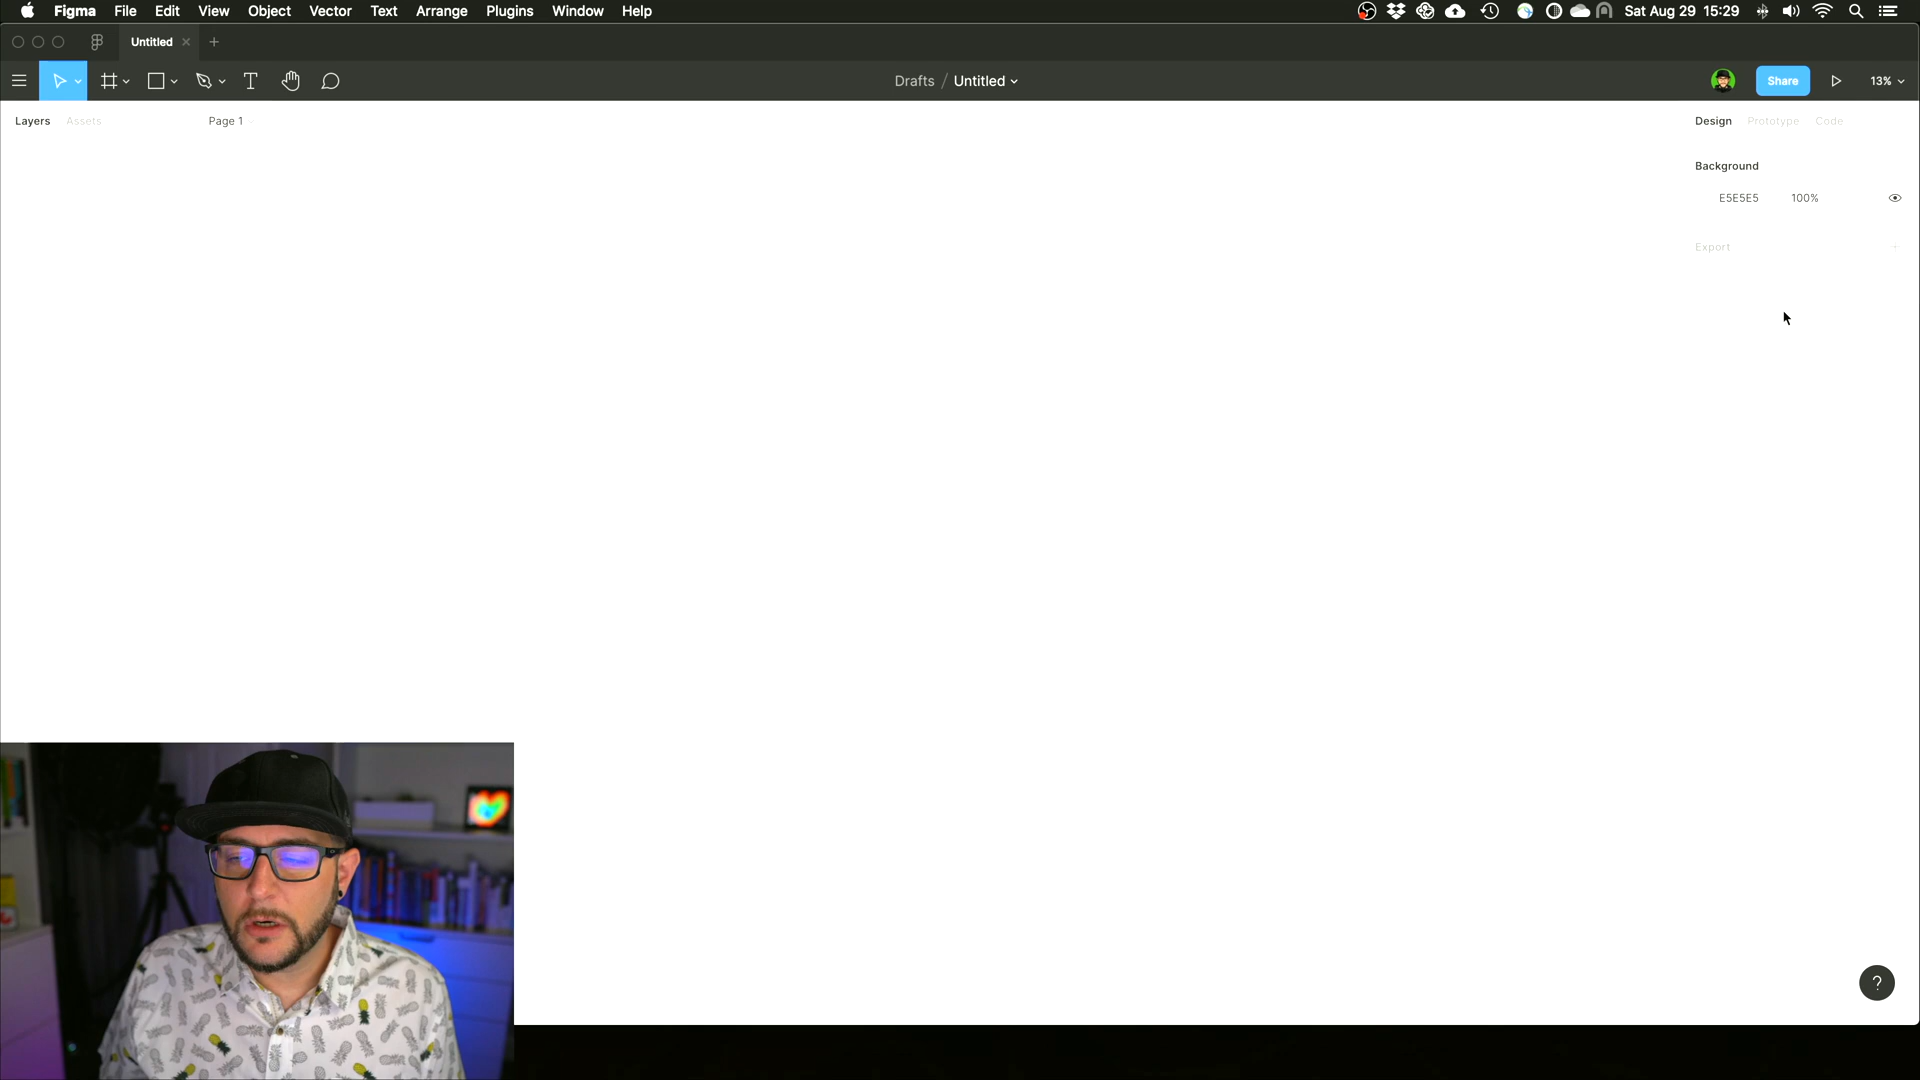 Figma File Edit View Object Vector Text Arrange Plugins Window Help Sat Aug 29 15:29
Untitled
Drafts / Untitled Share 13%
Layers Assets Page 1 Design Prototype Code
Background
E5E5E5 100%
Export
?